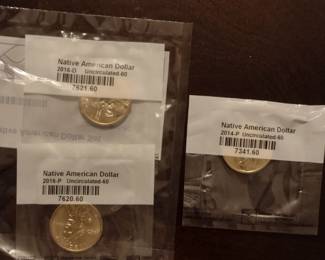 Native American Dollar
2016-D Uncirculated-60
7621.60
Native American Dollar
2016-P Uncirculated-60
7620.60
Native American Dollar
2014-P Uncirculated-60
7341.60